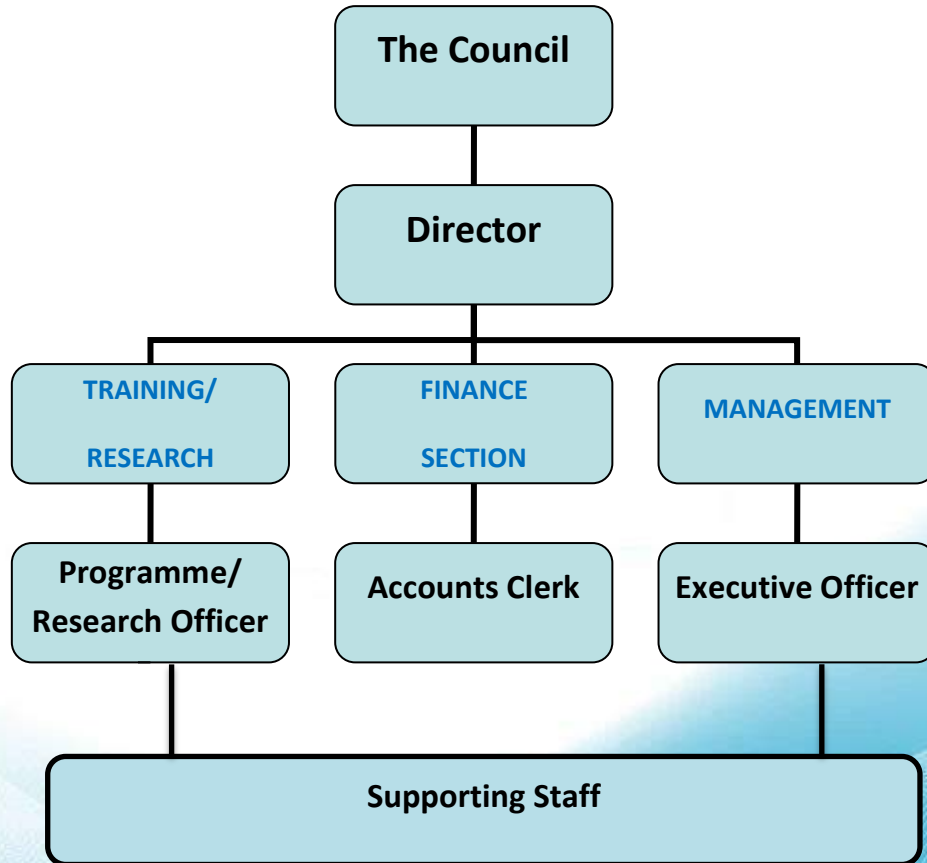 The Council
Director
TRAINING/
RESEARCH
FINANCE
SECTION
MANAGEMENT
Programme/
Research Officer
Accounts Clerk
Executive Officer
Supporting Staff